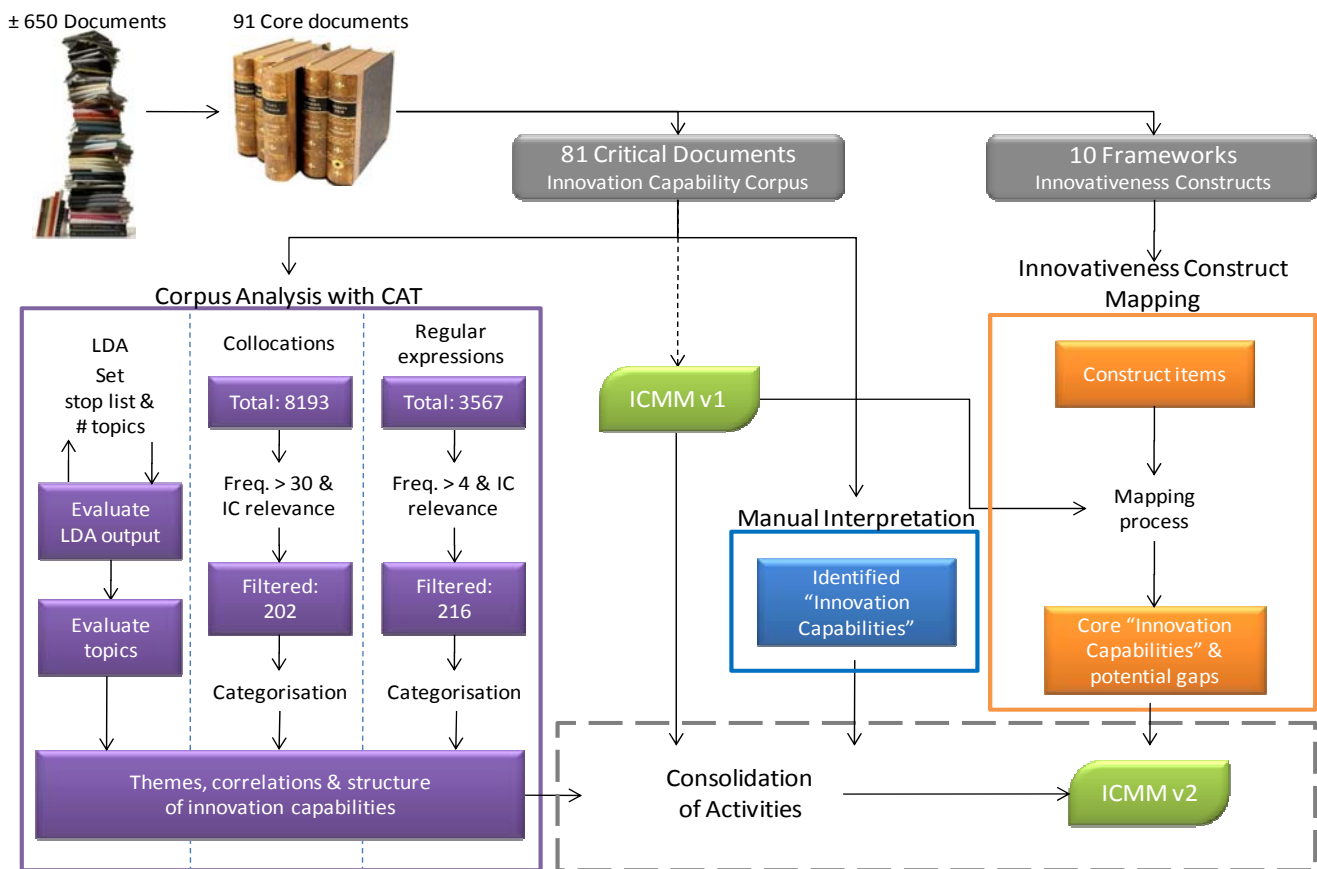 ± 650 Documents
91 Core documents
81 Critical Documents
Innovation Capability Corpus
10 Frameworks
Innovativeness Constructs
Corpus Analysis with CAT
LDA
Set
stop list &
# topics
Evaluate
LDA output
Evaluate
topics
Collocations
Total: 8193
Freq. > 30 &
IC relevance
Filtered:
202
Categorisation
Regular
expressions
Total: 3567
Freq. > 4 & IC
relevance
Filtered:
216
Categorisation
Themes, correlations & structure
of innovation capabilities
ICMM v1
Manual Interpretation
Identified
“Innovation
Capabilities”
Innovativeness Construct
Mapping
Construct items
Mapping
process
Core “Innovation
Capabilities” &
potential gaps
Consolidation
of Activities
ICMM v2